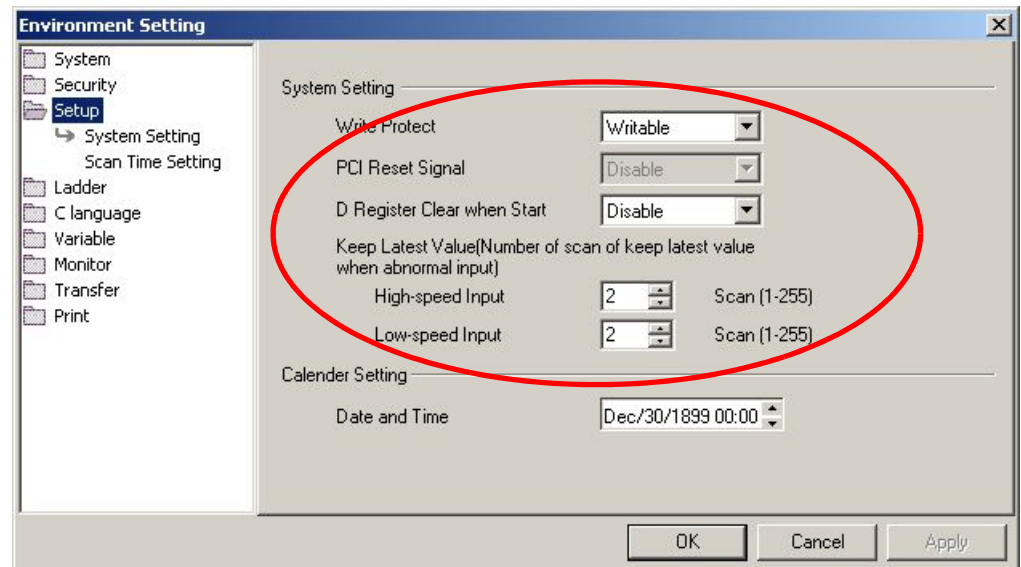 Environment Setting
System
Security
Setup
System Setting
Scan Time Setting
Ladder
C language
Variable
Monitor
Transfer
Print
System Setting
Write Protect Writable
PCI Reset Signal Disable
D Register Clear when Start Disable
Keep Latest Value(Number of scan of keep latest value
when abnormal input)
High-speed Input 2 Scan (1-255)
Low-speed Input 2 Scan (1-255)
Calender Setting
Date and Time Dec/30/1899 00:00
OK Cancel Apply